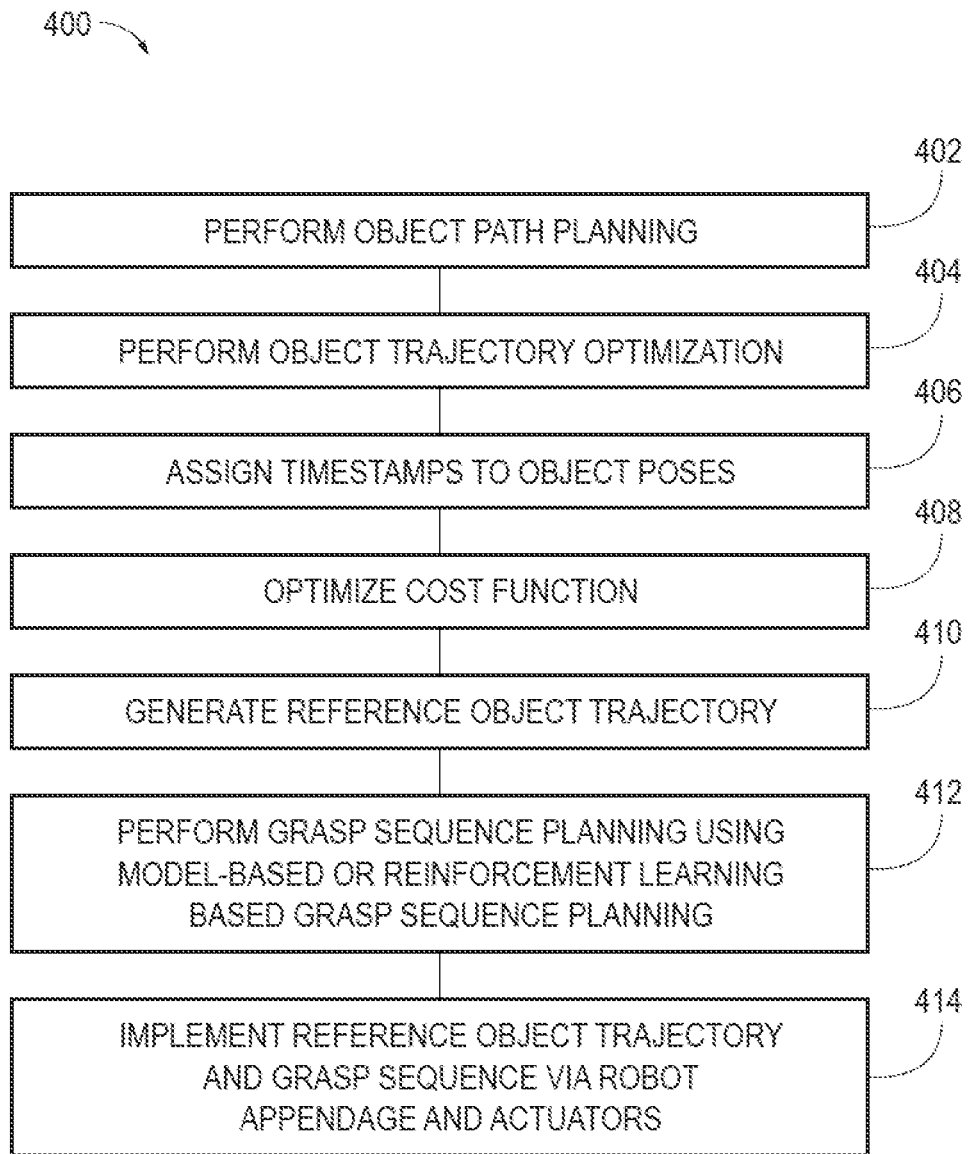 400
402
PERFORM OBJECT PATH PLANNING
404
PERFORM OBJECT TRAJECTORY OPTIMIZATION
406
ASSIGN TIMESTAMPS TO OBJECT POSES
408
OPTIMIZE COST FUNCTION
410
GENERATE REFERENCE OBJECT TRAJECTORY
412
PERFORM GRASP SEQUENCE PLANNING USING
MODEL-BASED OR REINFORCEMENT LEARNING
BASED GRASP SEQUENCE PLANNING
414
IMPLEMENT REFERENCE OBJECT TRAJECTORY
AND GRASP SEQUENCE VIA ROBOT
APPENDAGE AND ACTUATORS